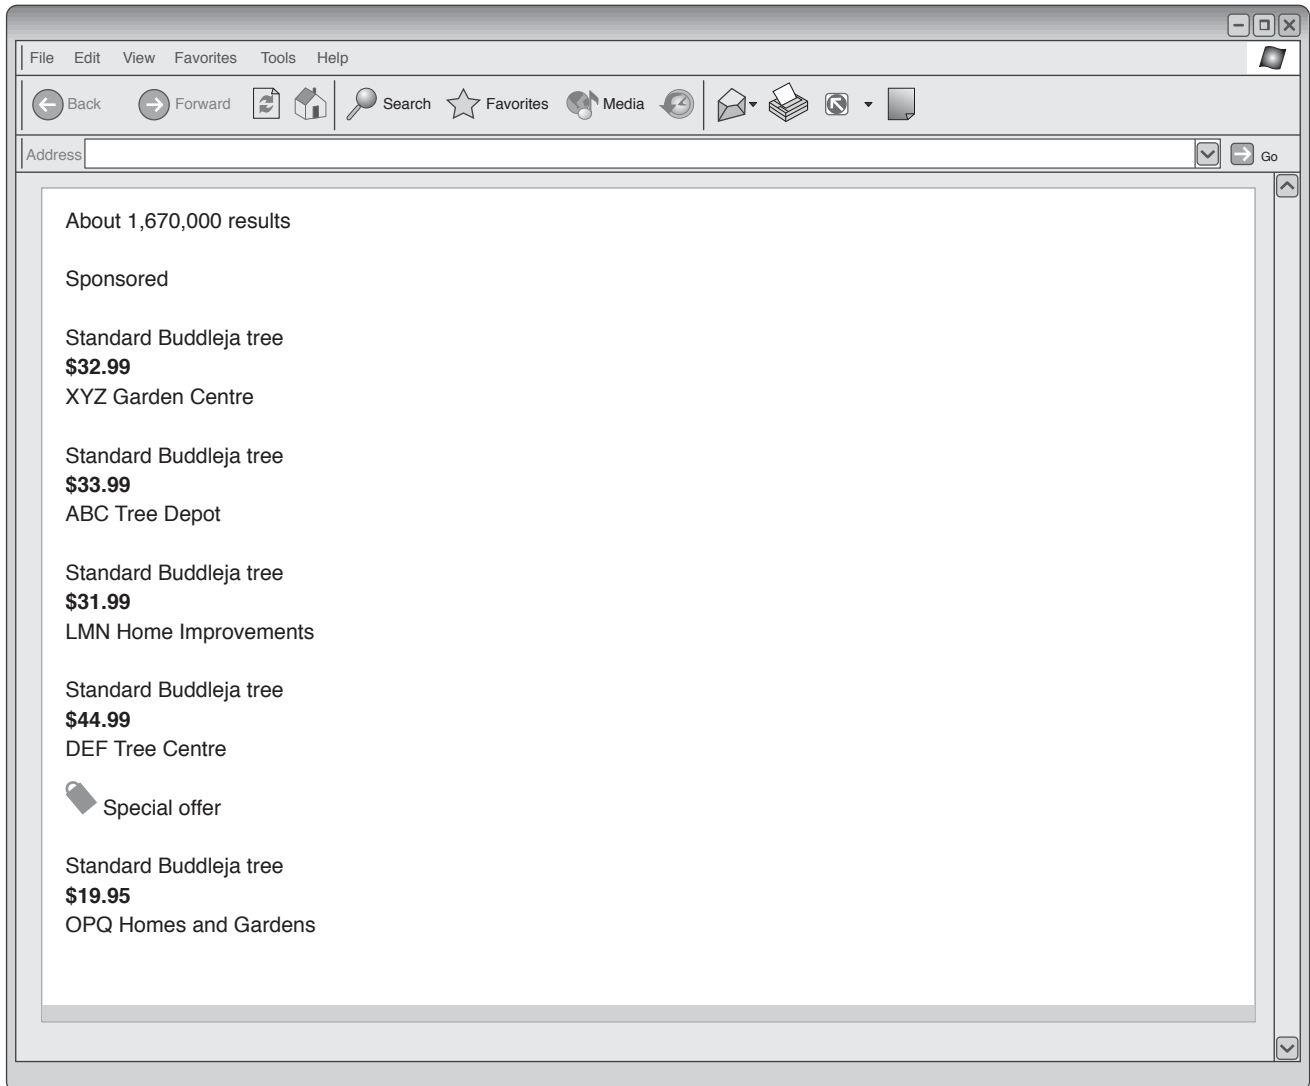 File Edit View Favorites Tools Help
Back Forward Search Favorites Media
Address Go
About 1,670,000 results
Sponsored
Standard Buddleja tree
$32.99
XYZ Garden Centre
Standard Buddleja tree
$33.99
ABC Tree Depot
Standard Buddleja tree
$31.99
LMN Home Improvements
Standard Buddleja tree
$44.99
DEF Tree Centre
Special offer
Standard Buddleja tree
$19.95
OPQ Homes and Gardens